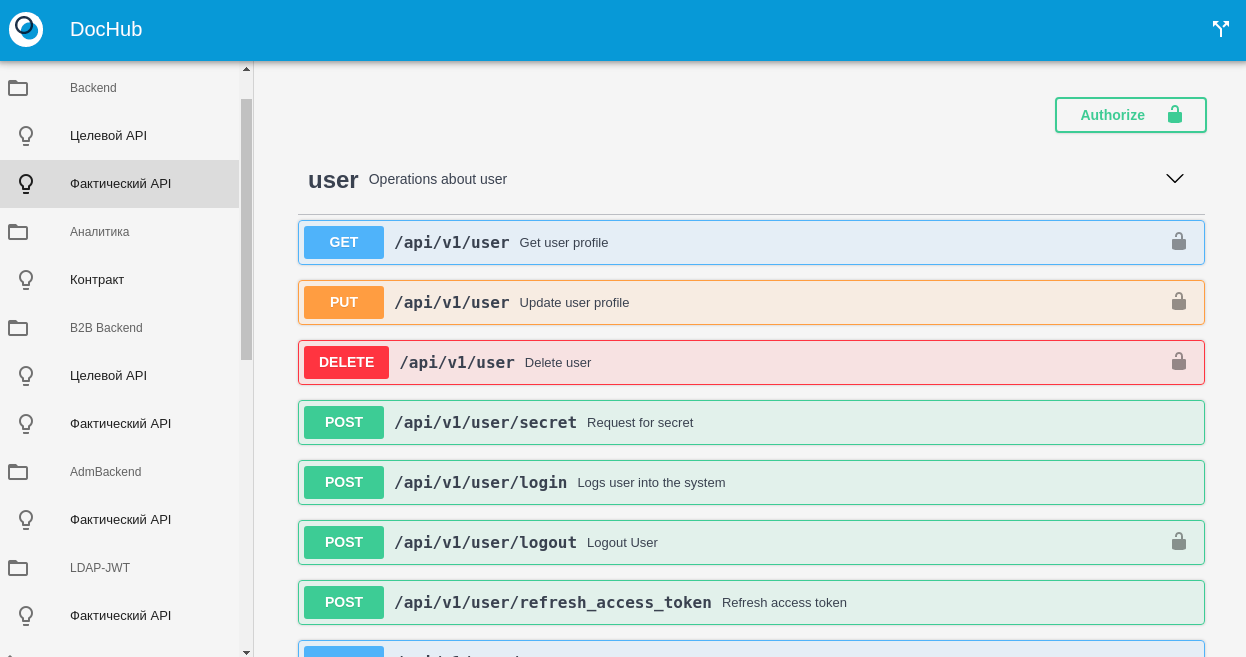 DocHub
Backend
Целевой API
Фактический API
Аналитика
Контракт
B2B Backend
Целевой API
Фактический API
AdmBackend
Фактический API
LDAP-JWT
Фактический API
Authorize
user Operations about user
GET /api/v1/user Get user profile
PUT /api/v1/user Update user profile
DELETE /api/v1/user Delete user
POST /api/v1/user/secret Request for secret
POST /api/v1/user/login Logs user into the system
POST /api/v1/user/logout Logout User
POST /api/v1/user/refresh_access_token Refresh access token